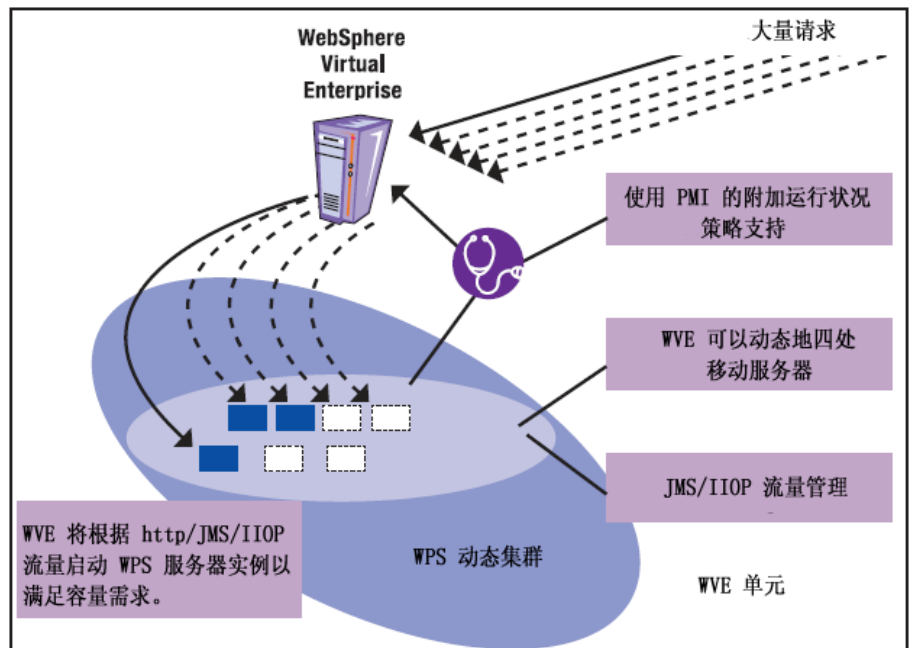 大量请求
WebSphere
Virtual
Enterprise
使用 PMI 的附加运行状况
策略支持
WVE 可以动态地四处
移动服务器
JMS/IIOP 流量管理
WVE 将根据 http/JMS/IIOP
流量启动 WPS 服务器实例以
满足容量需求。
WPS 动态集群
WVE 单元